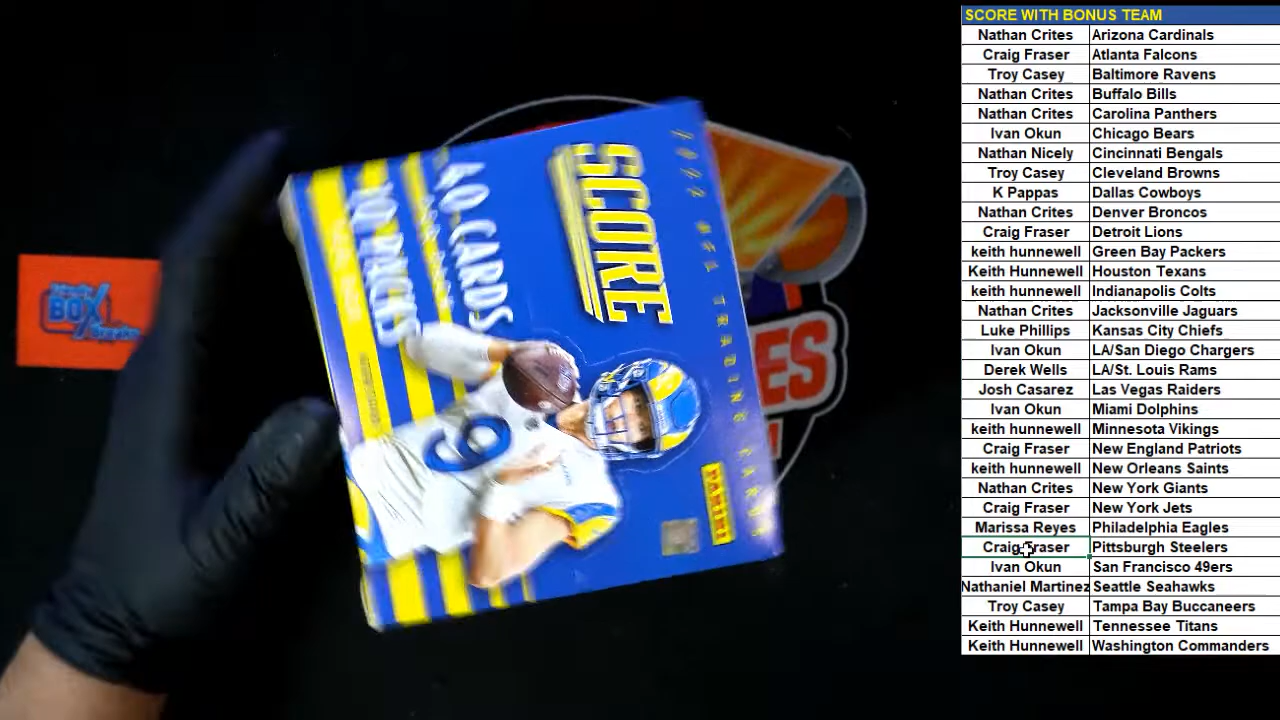 SCORE
2022 NFL TRADING CARDS
40 CARDS
10 PACKS
9
PANINI
BOX
ES
SCORE WITH BONUS TEAM
Nathan Crites Arizona Cardinals
Craig Fraser Atlanta Falcons
Troy Casey Baltimore Ravens
Nathan Crites Buffalo Bills
Nathan Crites Carolina Panthers
Ivan Okun Chicago Bears
Nathan Nicely Cincinnati Bengals
Troy Casey Cleveland Browns
K Pappas Dallas Cowboys
Nathan Crites Denver Broncos
Craig Fraser Detroit Lions
keith hunnewell Green Bay Packers
Keith Hunnewell Houston Texans
keith hunnewell Indianapolis Colts
Nathan Crites Jacksonville Jaguars
Luke Phillips Kansas City Chiefs
Ivan Okun LA/San Diego Chargers
Derek Wells LA/St. Louis Rams
Josh Casarez Las Vegas Raiders
Ivan Okun Miami Dolphins
keith hunnewell Minnesota Vikings
Craig Fraser New England Patriots
keith hunnewell New Orleans Saints
Nathan Crites New York Giants
Craig Fraser New York Jets
Marissa Reyes Philadelphia Eagles
Craig Fraser Pittsburgh Steelers
Ivan Okun San Francisco 49ers
Nathaniel Martinez Seattle Seahawks
Troy Casey Tampa Bay Buccaneers
Keith Hunnewell Tennessee Titans
Keith Hunnewell Washington Commanders